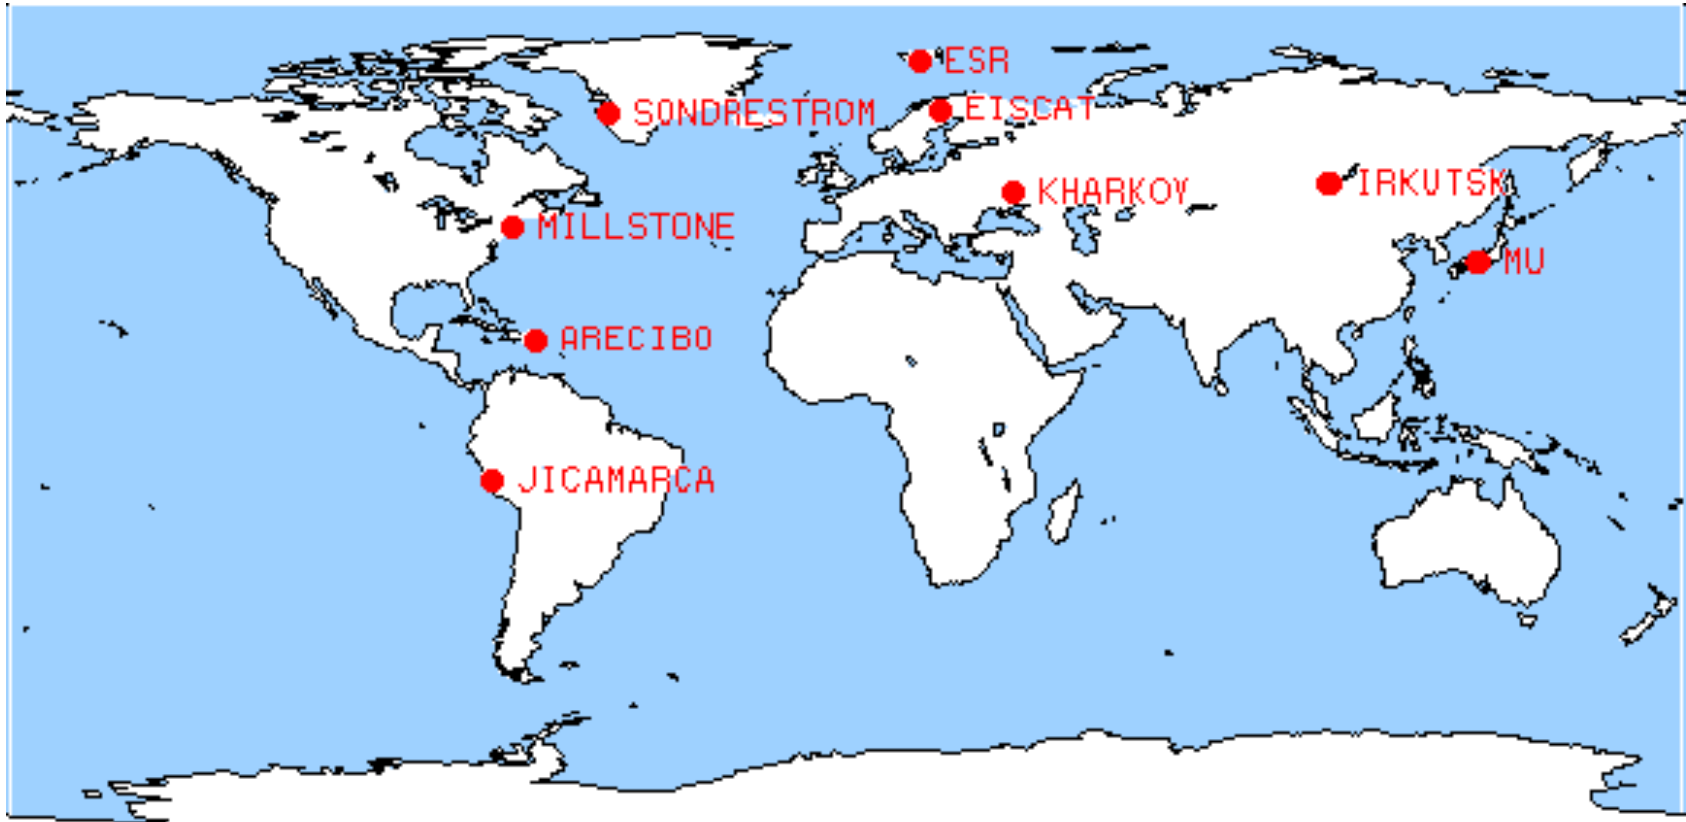 ESR
SONDRESTROM
EISCAT
KHARKOV
IRKUTSK
MILLSTONE
MU
ARECIBO
JICAMARCA